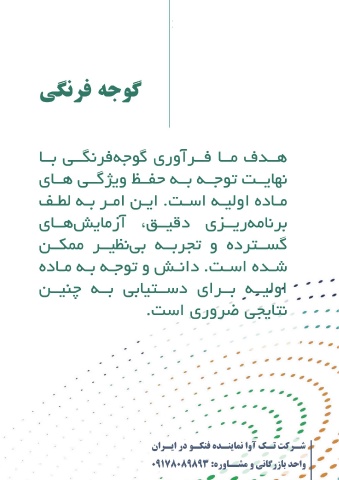 گوجه فرنگی
هدف ما فرآوری گوجه‌فرنگی با
نهایت توجه به حفظ ویژگی های
ماده اولیه است. این امر به لطف
برنامه‌ریزی دقیق، آزمایش‌های
گسترده و تجربه بی‌نظیر ممکن
شده است. دانش و توجه به ماده
اولیه برای دستیابی به چنین
نتایجی ضروری است.
شرکت تک آوا نماینده فنکو در ایران
واحد بازرگانی و مشاوره: ۰۹۱۷۸۰۸۹۸۹۳